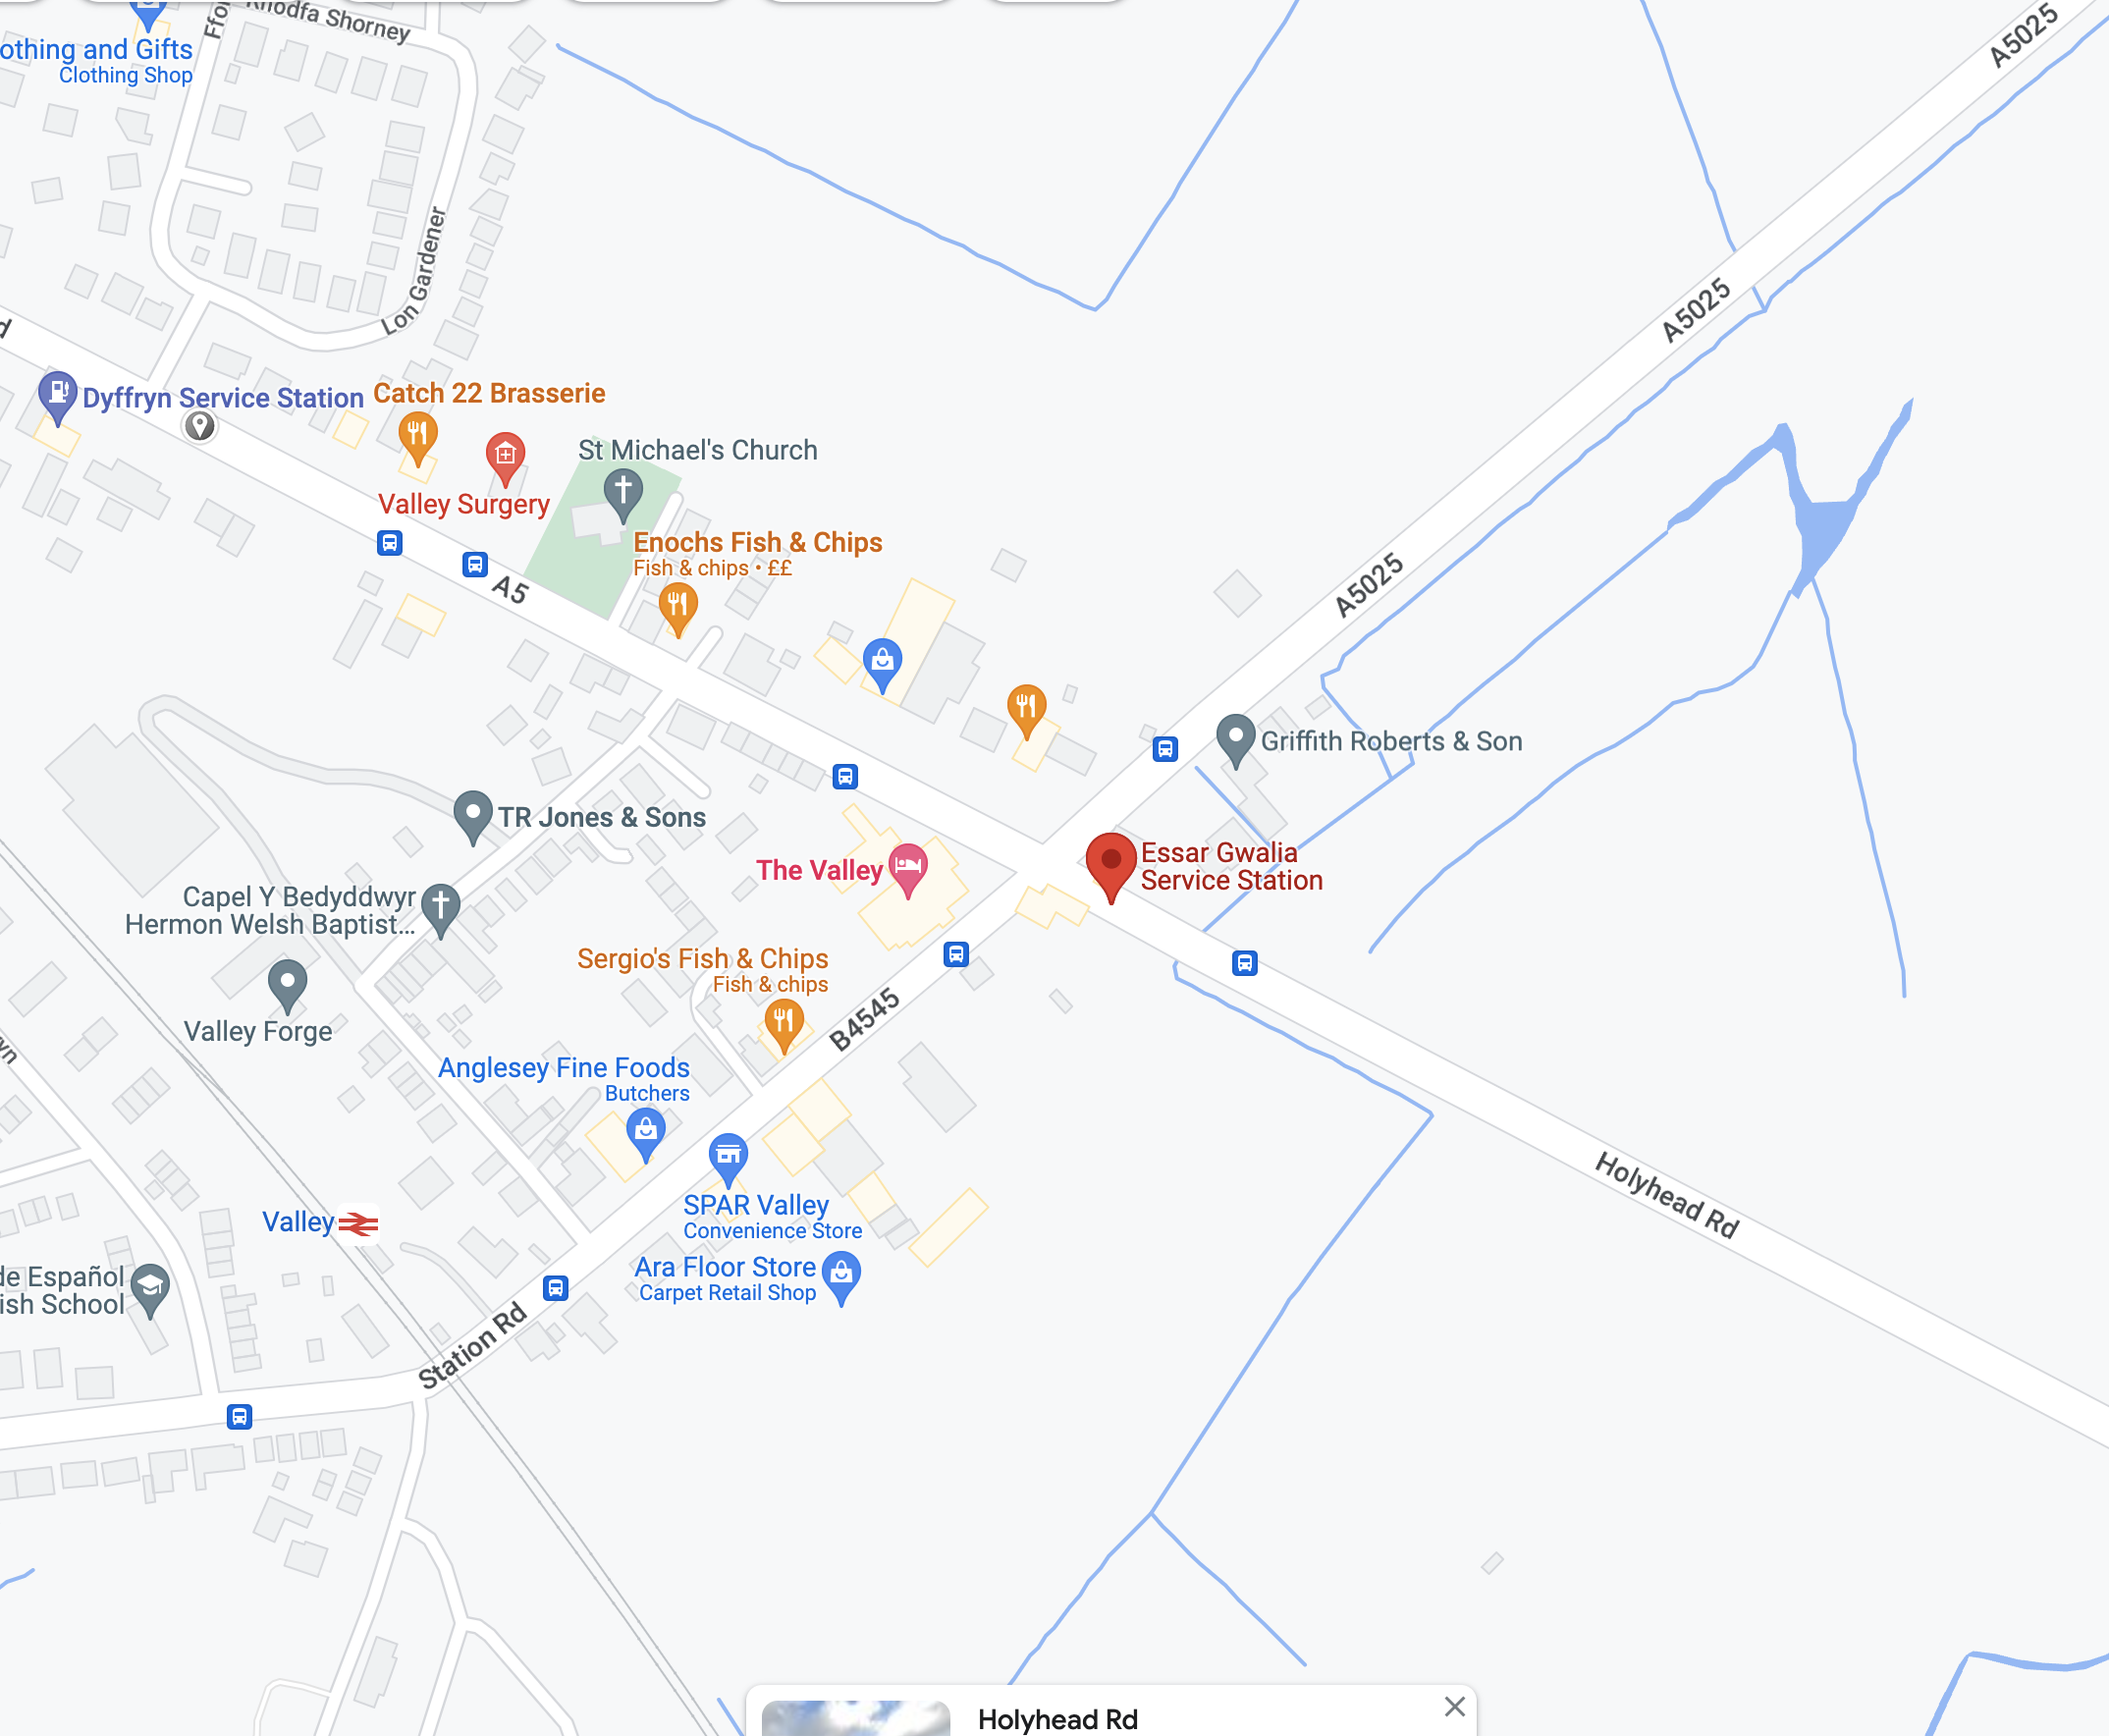 Rhodfa Shorney
A5025
othing and Gifts
Clothing Shop
Lon Gardener
A5025
Dyffryn Service Station
Catch 22 Brasserie
St Michael's Church
Valley Surgery
Enochs Fish & Chips
Fish & chips • ££
A5
A5025
Griffith Roberts & Son
TR Jones & Sons
The Valley
Essar Gwalia
Service Station
Capel Y Bedyddwyr
Hermon Welsh Baptist...
Sergio's Fish & Chips
Fish & chips
B4545
Valley Forge
Anglesey Fine Foods
Butchers
Holyhead Rd
SPAR Valley
Convenience Store
Valley
Ara Floor Store
Carpet Retail Shop
de Español
ish School
Station Rd
Holyhead Rd